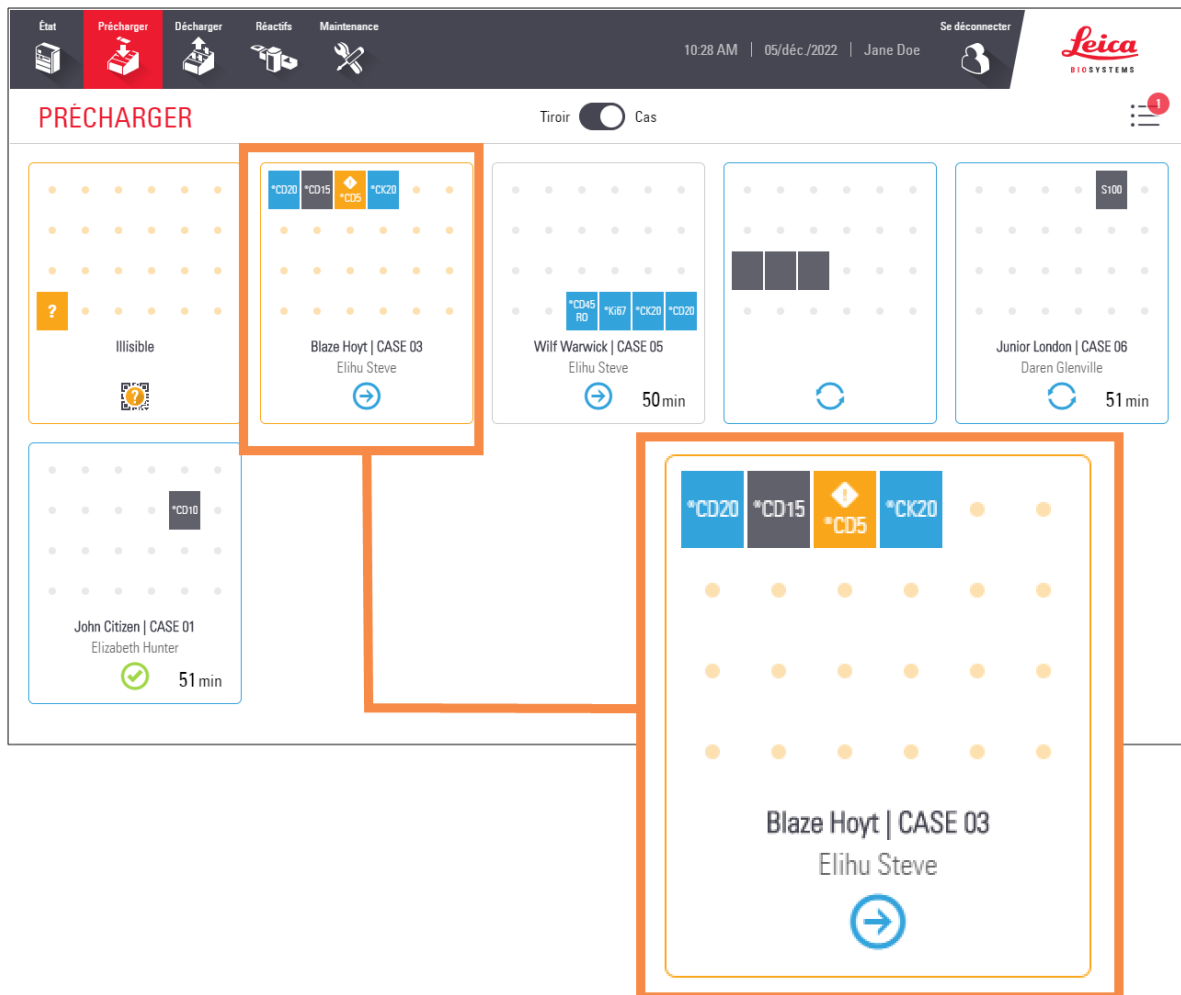 État Précharger Décharger Réactifs Maintenance
10:28 AM | 05/déc./2022 | Jane Doe
Se déconnecter
Leica
BIOSYSTEMS
PRÉCHARGER
Tiroir Cas
1
?
Illisible
?
*CD20 *CD15 *CD5 *CK20
Blaze Hoyt | CASE 03
Elihu Steve
*CD45 RO *Ki67 *CK20 *CD20
Wilf Warwick | CASE 05
Elihu Steve
50 min
S100
Junior London | CASE 06
Daren Glenville
51 min
*CD10
John Citizen | CASE 01
Elizabeth Hunter
51 min
*CD20 *CD15 ! *CD5 *CK20
Blaze Hoyt | CASE 03
Elihu Steve